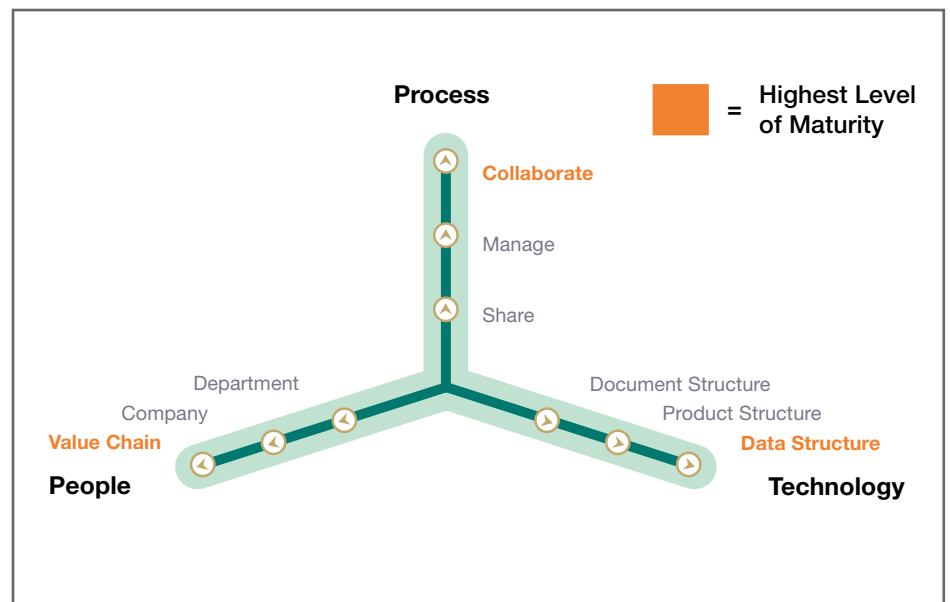 Process
= Highest Level
of Maturity
Collaborate
Manage
Share
Department
Document Structure
Company
Product Structure
Value Chain
Data Structure
People
Technology